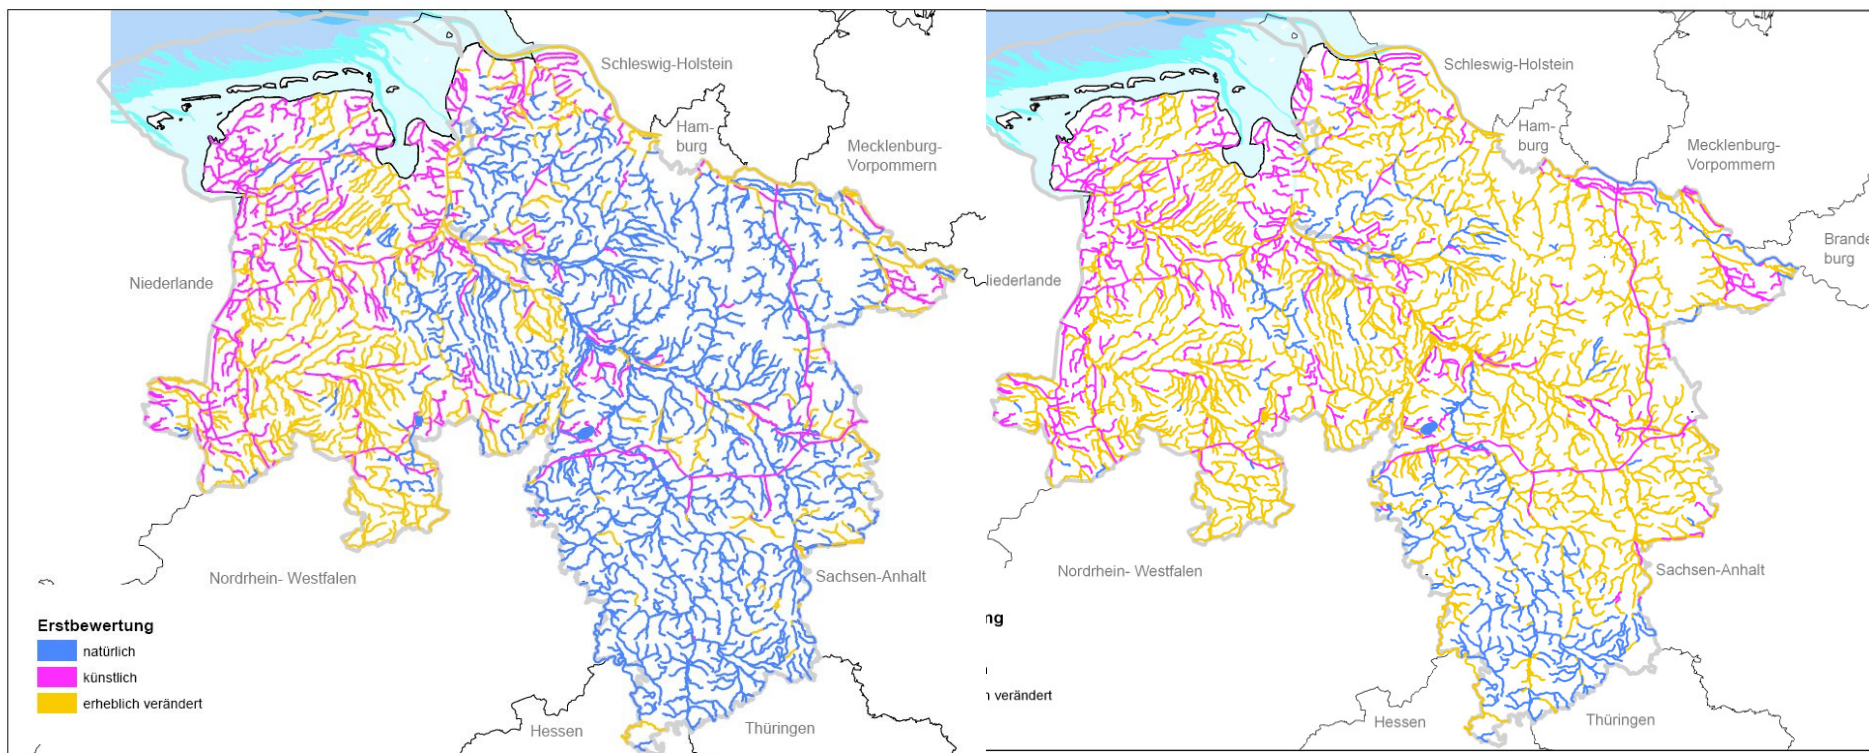 Schleswig-Holstein
Ham-
burg
Mecklenburg-
Vorpommern
Niederlande
Nordrhein- Westfalen
Sachsen-Anhalt
Hessen
Thüringen
Erstbewertung
natürlich
künstlich
erheblich verändert
Schleswig-Holstein
Ham-
burg
Mecklenburg-
Vorpommern
Brande
burg
liederlande
Nordrhein- Westfalen
Sachsen-Anhalt
Hessen
Thüringen
ng
verändert